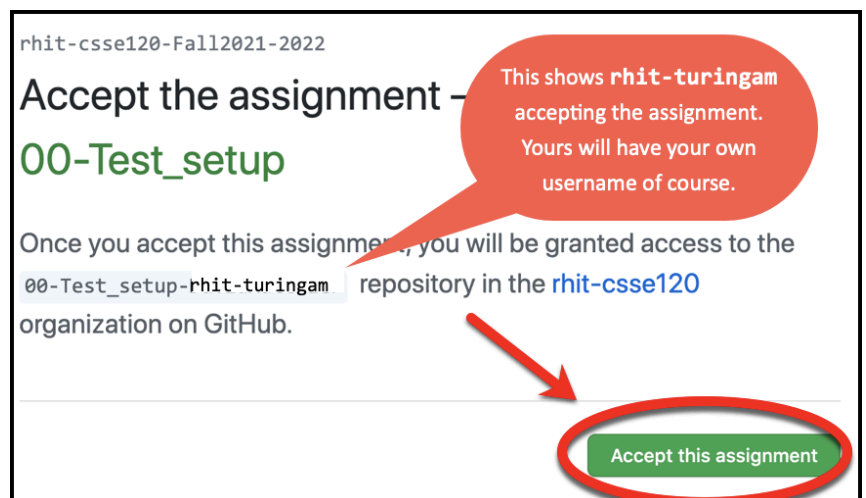 rhit-csse120-Fall2021-2022
Accept the assignment –
00-Test_setup
This shows rhit-turingam
accepting the assignment.
Yours will have your own
username of course.
Once you accept this assignment, you will be granted access to the
00-Test_setup-rhit-turingam repository in the rhit-csse120
organization on GitHub.
Accept this assignment